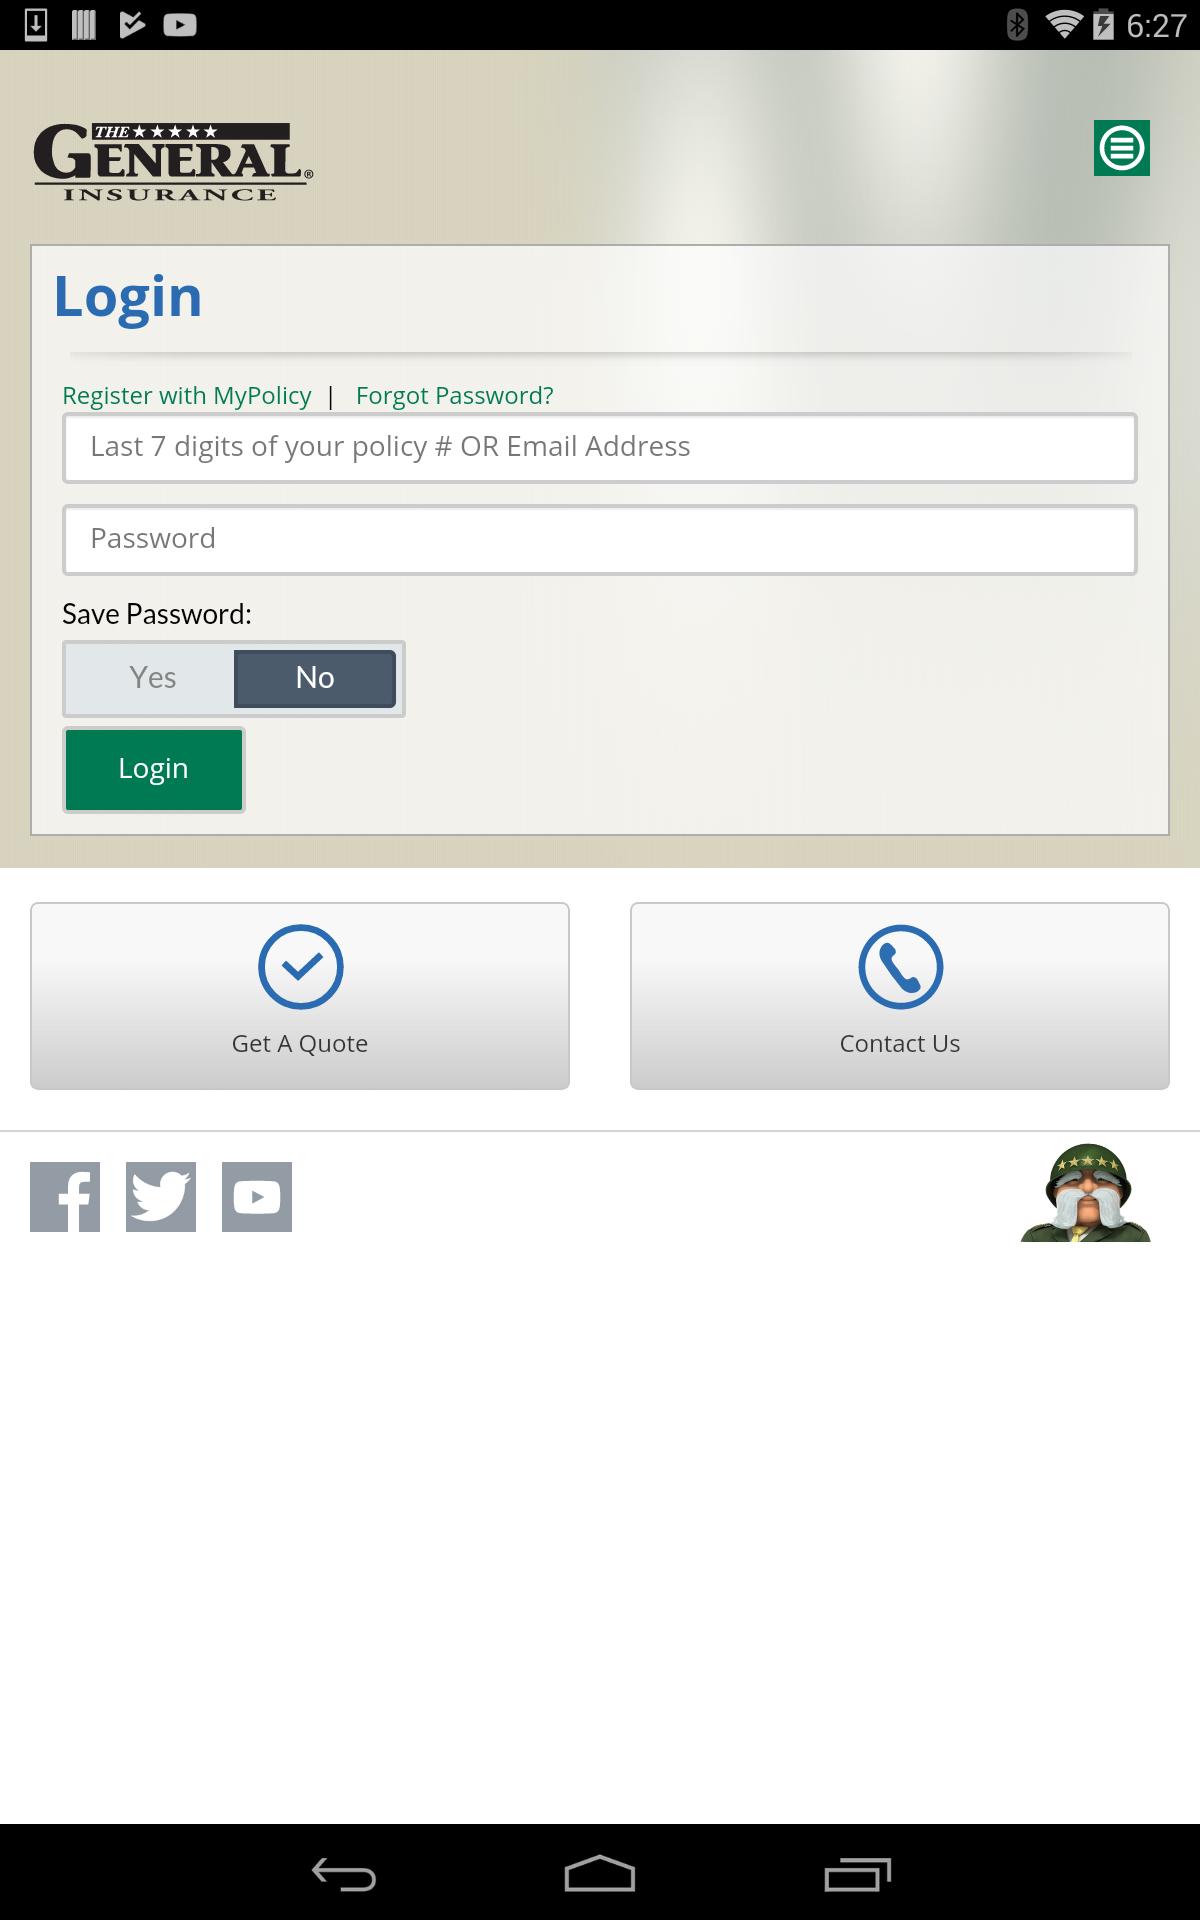 6:27
THE
GENERAL®
INSURANCE
Login
Register with MyPolicy | Forgot Password?
Last 7 digits of your policy # OR Email Address
Password
Save Password:
Yes No
Login
Get A Quote
Contact Us